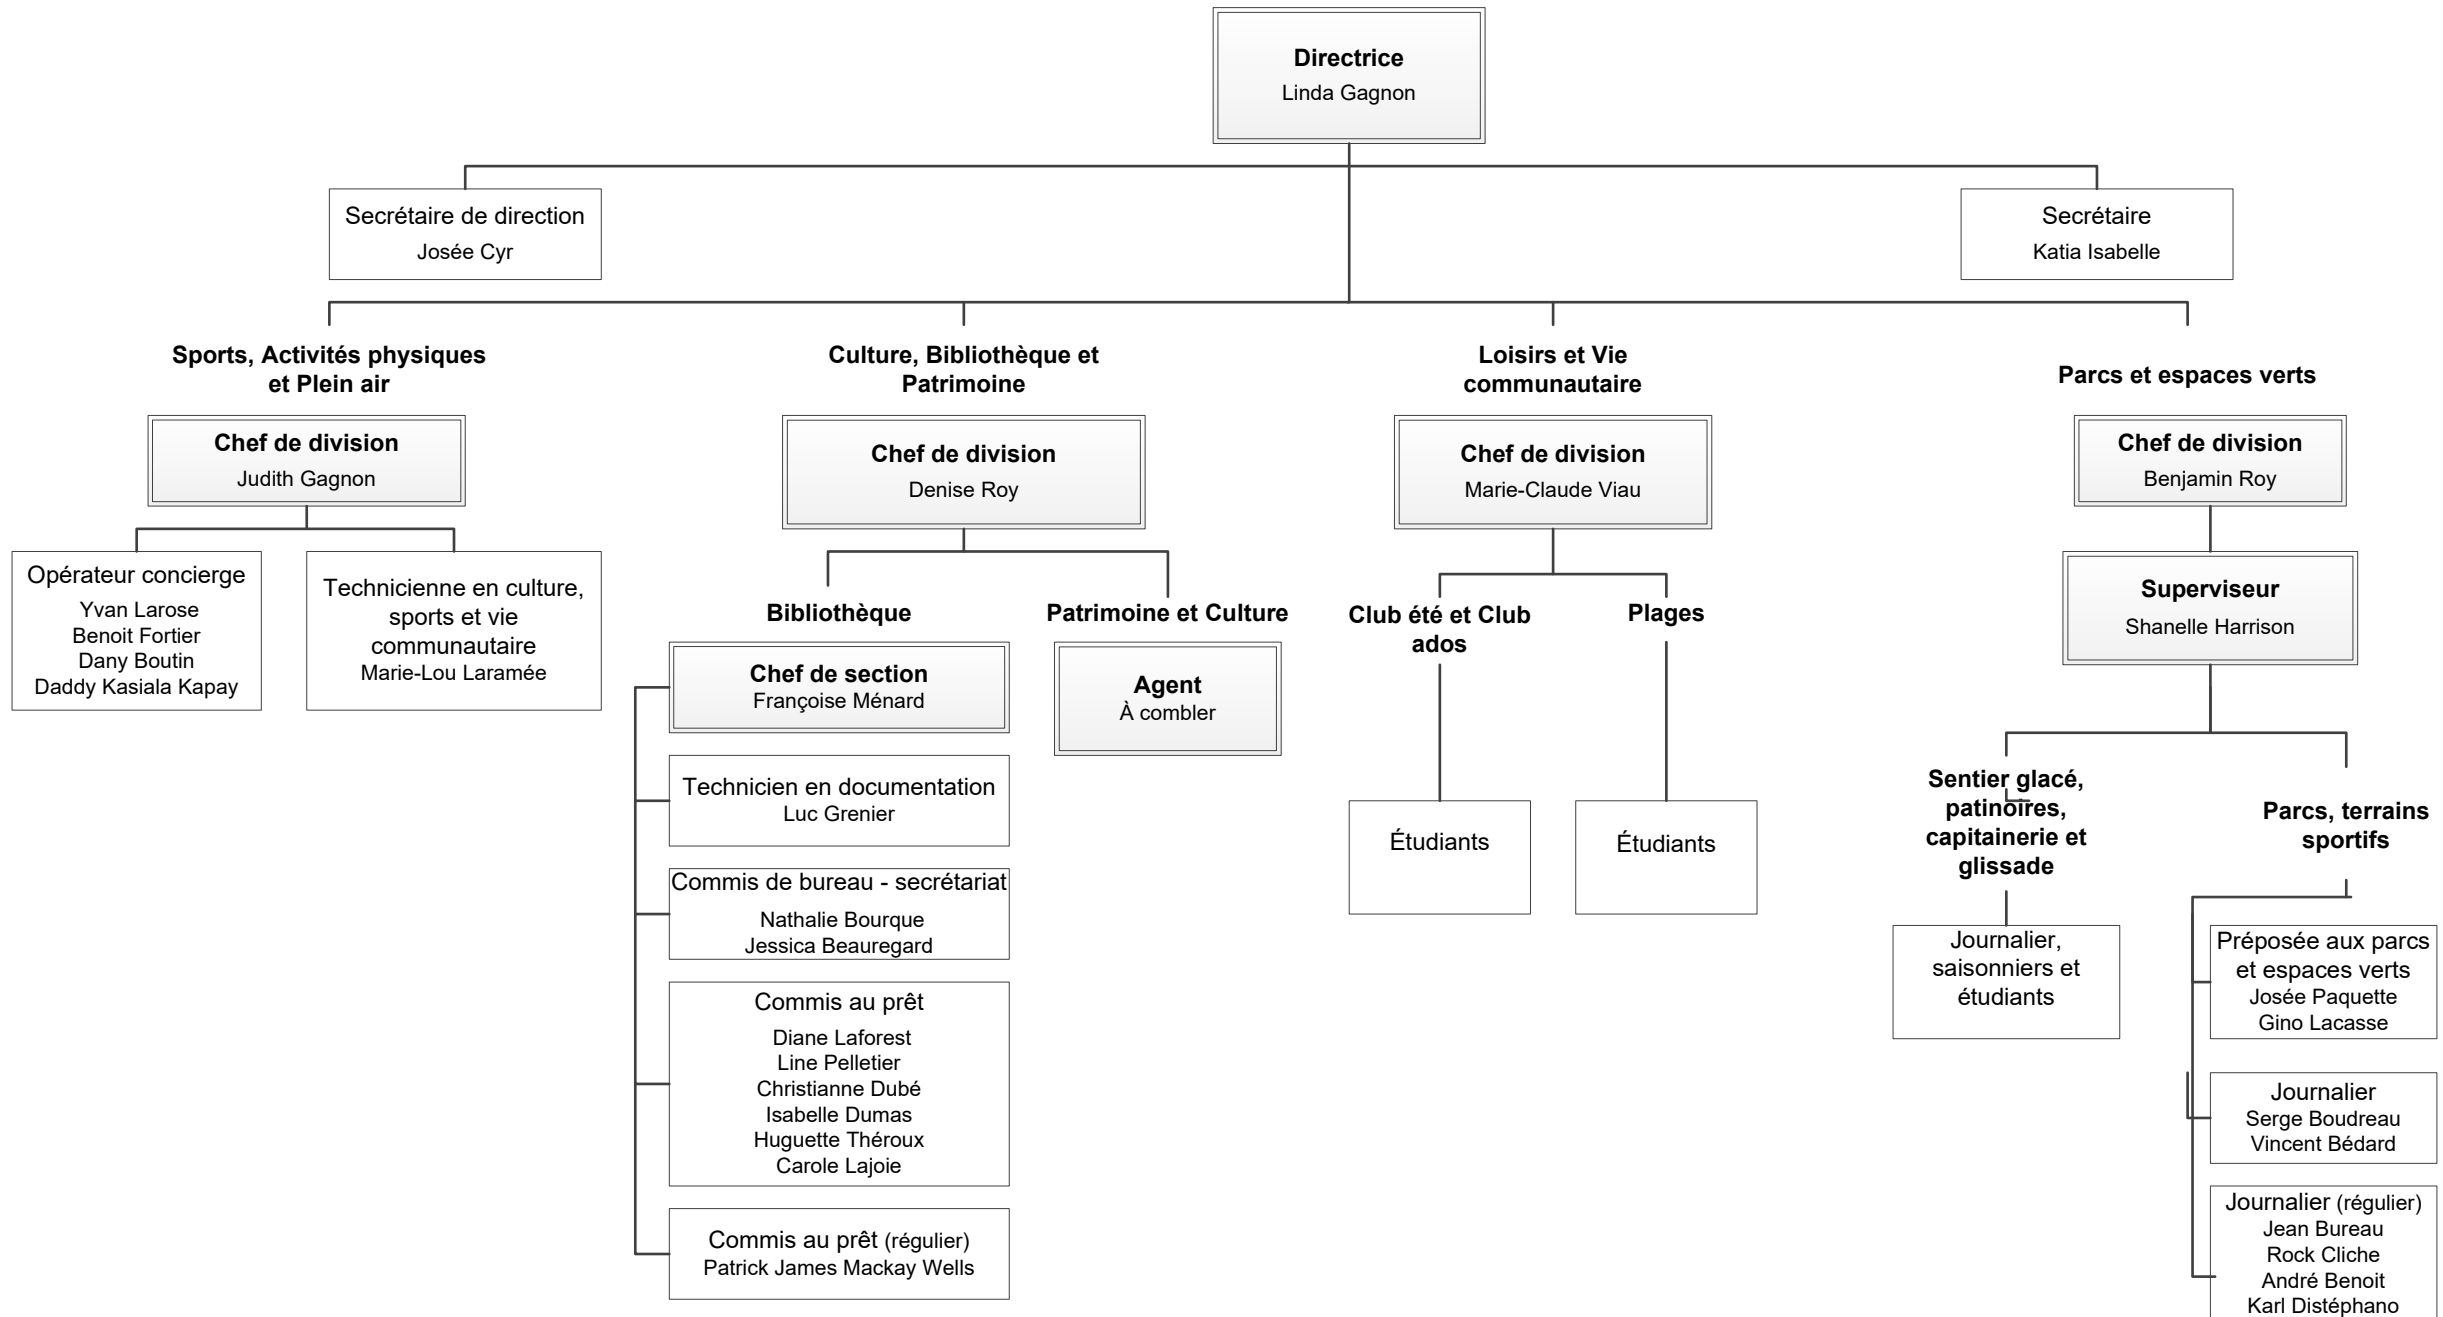 Directrice
Linda Gagnon
Secrétaire de direction
Josée Cyr
Secrétaire
Katia Isabelle
Sports, Activités physiques
et Plein air
Chef de division
Judith Gagnon
Opérateur concierge
Yvan Larose
Benoit Fortier
Dany Boutin
Daddy Kasiala Kapay
Technicienne en culture,
sports et vie
communautaire
Marie-Lou Laramée
Culture, Bibliothèque et
Patrimoine
Chef de division
Denise Roy
Bibliothèque
Chef de section
Françoise Ménard
Technicien en documentation
Luc Grenier
Commis de bureau - secrétariat
Nathalie Bourque
Jessica Beauregard
Commis au prêt
Diane Laforest
Line Pelletier
Christianne Dubé
Isabelle Dumas
Huguette Théroux
Carole Lajoie
Commis au prêt (régulier)
Patrick James Mackay Wells
Patrimoine et Culture
Agent
À combler
Loisirs et Vie
communautaire
Chef de division
Marie-Claude Viau
Club été et Club
ados
Étudiants
Plages
Étudiants
Parcs et espaces verts
Chef de division
Benjamin Roy
Superviseur
Shanelle Harrison
Sentier glacé,
patinoires,
capitainerie et
glissade
Journalier,
saisonniers et
étudiants
Parcs, terrains
sportifs
Préposée aux parcs
et espaces verts
Josée Paquette
Gino Lacasse
Journalier
Serge Boudreau
Vincent Bédard
Journalier (régulier)
Jean Bureau
Rock Cliche
André Benoit
Karl Distéphano